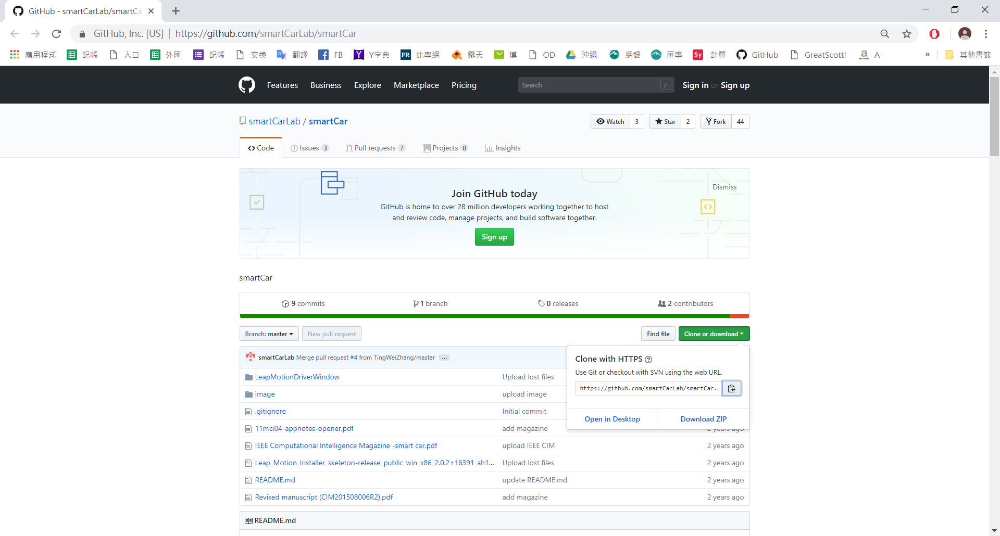 GitHub - smartCarLab/smartCa
GitHub, Inc. [US] | https://github.com/smartCarLab/smartCar
應用程式 記帳 入口 外匯 記帳 交換 翻譯 FB Y字典 比率網 露天 博 OD 沖繩 網銀 匯率 計算 GitHub GreatScott! A » 其他書籤
Features Business Explore Marketplace Pricing Search / Sign in or Sign up
smartCarLab / smartCar Watch 3 Star 2 Fork 44
Code Issues 3 Pull requests 7 Projects 0 Insights
Dismiss
Join GitHub today
GitHub is home to over 28 million developers working together to host
and review code, manage projects, and build software together.
Sign up
smartCar
9 commits 1 branch 0 releases 2 contributors
Branch: master New pull request Find file Clone or download
smartCarLab Merge pull request #4 from TingWeiZhang/master ...
Clone with HTTPS
Use Git or checkout with SVN using the web URL.
https://github.com/smartCarLab/smartCar.
Open in Desktop Download ZIP
LeapMotionDriverWindow Upload lost files
image upload image
.gitignore Initial commit
11mci04-appnotes-opener.pdf add magazine 2 years ago
IEEE Computational Intelligence Magazine -smart car.pdf upload IEEE CIM 2 years ago
Leap_Motion_Installer_skeleton-release_public_win_x86_2.0.2+16391_ah1... Upload lost files 2 years ago
README.md update README.md 2 years ago
Revised manuscript (CIM201508006R2).pdf add magazine 2 years ago
README.md